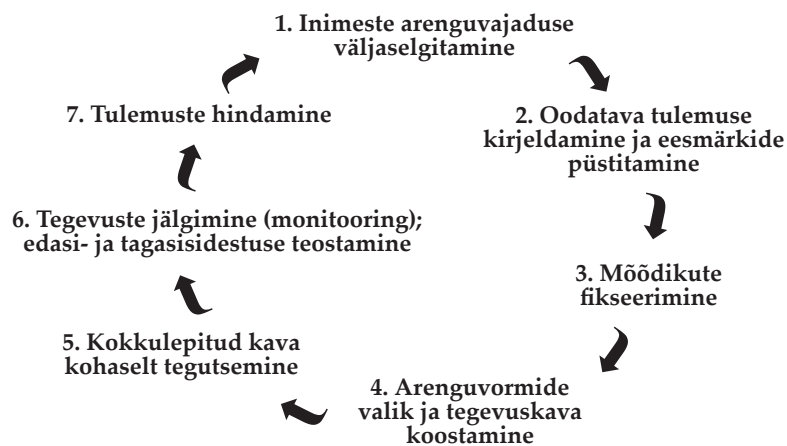 1. Inimeste arenguvajaduse
väljaselgitamine
2. Oodatava tulemuse
kirjeldamine ja eesmärkide
püstitamine
3. Mõõdikute
fikseerimine
4. Arenguvormide
valik ja tegevuskava
koostamine
5. Kokkulepitud kava
kohaselt tegutsemine
6. Tegevuste jälgimine (monitooring);
edasi- ja tagasisidestuse teostamine
7. Tulemuste hindamine